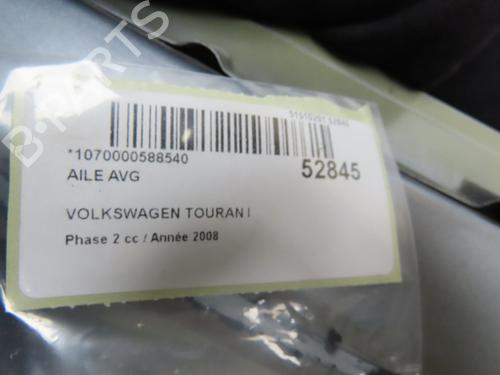 B-PARTS
*1070000588540
52845
AILE AVG
VOLKSWAGEN TOURAN I
Phase 2 cc / Année 2008